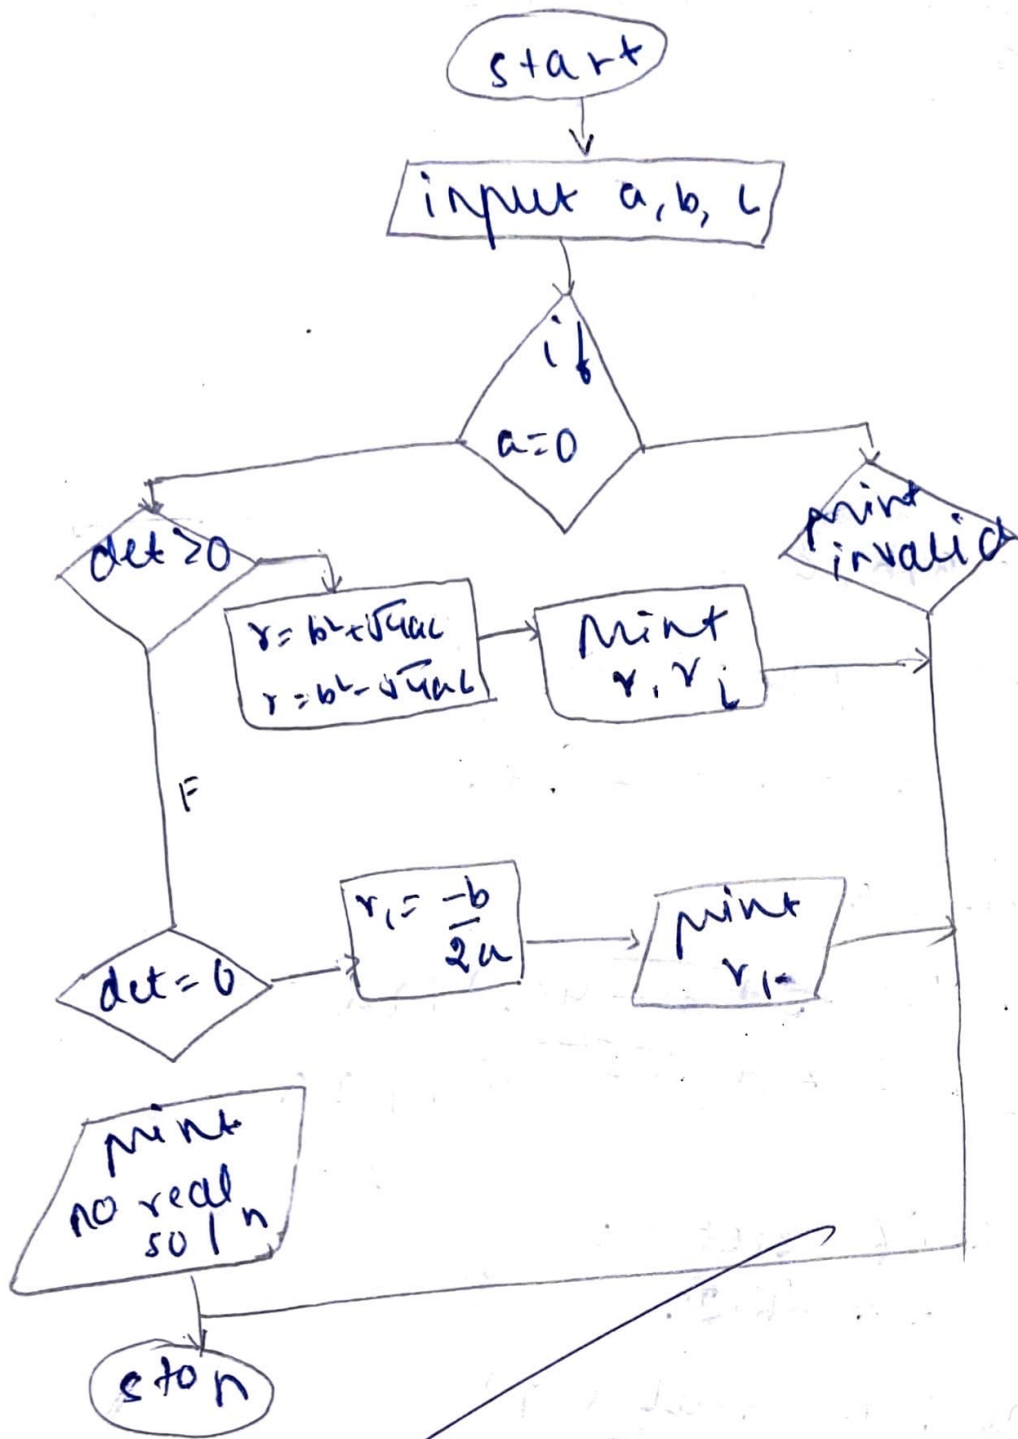 start
input a, b, c
if
a=0
det>0
print
invalid
r= b²+√4ac
r=b²-√4ac
print
r, r i
F
det=0
r₁= -b
2a
print
r₁
print
no real
solⁿ
stop